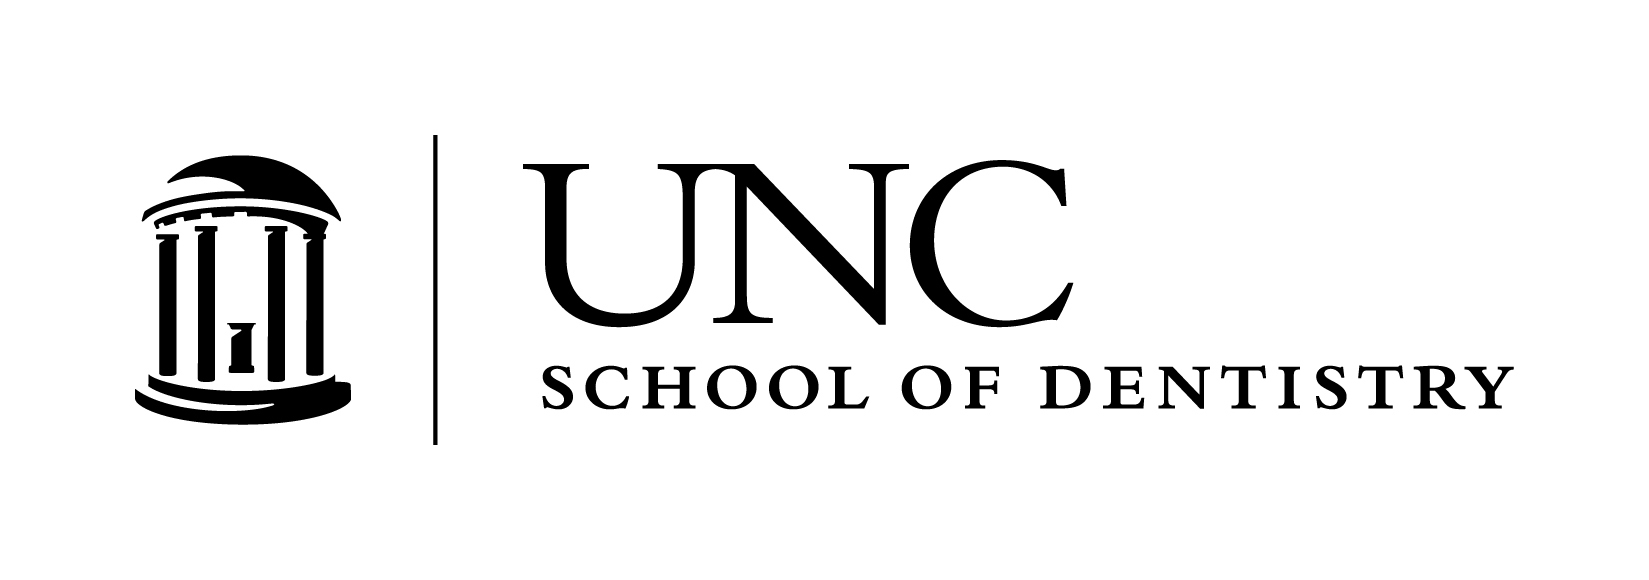 UNC
SCHOOL OF DENTISTRY